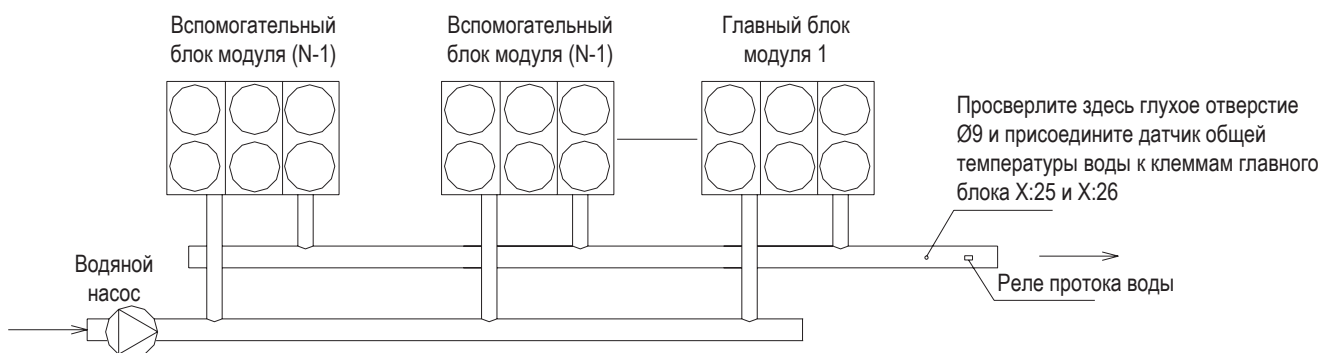 Вспомогательный
блок модуля (N-1)
Вспомогательный
блок модуля (N-1)
Главный блок
модуля 1
Просверлите здесь глухое отверстие
Ø9 и присоедините датчик общей
температуры воды к клеммам главного
блока X:25 и X:26
Водяной
насос
Реле протока воды